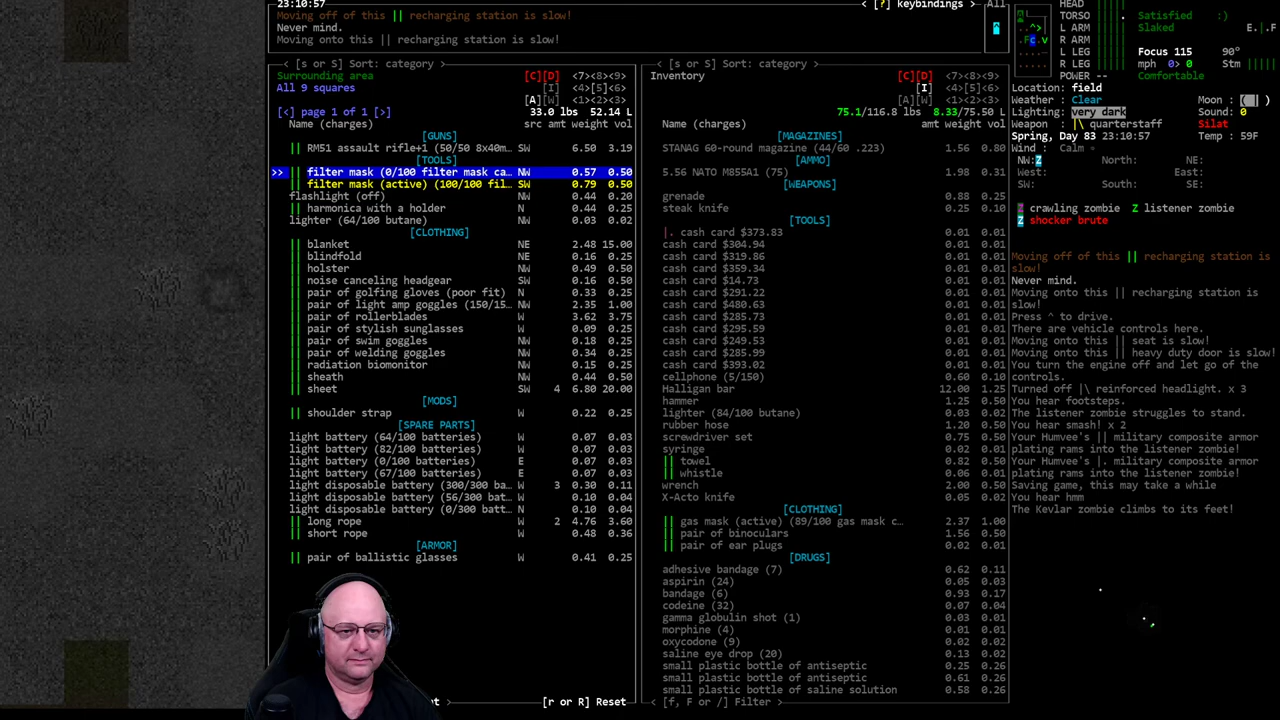 23:10:57
Moving off of this || recharging station is slow!
Never mind.
Moving onto this || recharging station is slow!
< [?] keybindings >
All
^
< [s or S] Sort: category >
Surrounding area
All 9 squares
[C][D] <7><8><9>
[I] <4>[5]<6>
[A][W] <1><2><3>
[<] page 1 of 1 [>]
33.0 lbs 52.14 L
Name (charges) src amt weight vol
[GUNS]
|| RM51 assault rifle+1 (50/50 8x40m… SW 6.50 3.19
[TOOLS]
>> || filter mask (0/100 filter mask ca… NW 0.57 0.50
|| filter mask (active) (100/100 fil… SW 0.79 0.50
flashlight (off) NW 0.44 0.20
|| harmonica with a holder NW 0.44 0.25
lighter (64/100 butane) NW 0.03 0.02
[CLOTHING]
|| blanket NE 2.48 15.00
|| blindfold NE 0.16 0.25
|| holster NW 0.49 0.50
|| noise canceling headgear SW 0.16 0.50
|| pair of golfing gloves (poor fit) N 0.33 0.25
|| pair of light amp goggles (150/15… NW 2.35 1.00
|| pair of rollerblades W 3.62 3.75
|| pair of stylish sunglasses W 0.09 0.25
|| pair of swim goggles NW 0.18 0.25
|| pair of welding goggles NW 0.34 0.25
|| radiation biomonitor NW 0.15 0.25
|| sheath NW 0.44 0.50
|| sheet SW 4 6.80 20.00
[MODS]
|| shoulder strap W 0.22 0.25
[SPARE PARTS]
light battery (64/100 batteries) W 0.07 0.03
light battery (82/100 batteries) W 0.07 0.03
light battery (0/100 batteries) E 0.07 0.03
light battery (67/100 batteries) E 0.07 0.03
light disposable battery (300/300 ba… W 3 0.30 0.11
light disposable battery (56/300 bat… W 0.10 0.04
light disposable battery (0/300 batt… N 0.10 0.04
|| long rope W 2 4.76 3.60
|| short rope W 0.48 0.36
[ARMOR]
|| pair of ballistic glasses W 0.41 0.25
[r or R] Reset
< [s or S] Sort: category >
Inventory
[C][D] <7><8><9>
[I] <4><5><6>
[A][W] <1><2><3>
75.1/116.8 lbs 8.33/75.50 L
Name (charges) amt weight vol
[MAGAZINES]
STANAG 60-round magazine (44/60 .223) 1.56 0.80
[AMMO]
5.56 NATO M855A1 (75) 1.98 0.31
[WEAPONS]
grenade 0.88 0.25
steak knife 0.25 0.10
[TOOLS]
|. cash card $373.83 0.01 0.01
cash card $304.94 0.01 0.01
cash card $319.86 0.01 0.01
cash card $359.34 0.01 0.01
cash card $14.73 0.01 0.01
cash card $291.22 0.01 0.01
cash card $480.63 0.01 0.01
cash card $285.73 0.01 0.01
cash card $295.59 0.01 0.01
cash card $249.53 0.01 0.01
cash card $285.99 0.01 0.01
cash card $393.02 0.01 0.01
cellphone (5/150) 0.60 0.10
Halligan bar 12.00 1.25
hammer 1.25 0.50
lighter (84/100 butane) 0.03 0.02
rubber hose 1.20 0.50
screwdriver set 0.75 0.50
syringe 0.02 0.01
|| towel 0.82 0.50
|| whistle 0.06 0.01
wrench 2.00 0.50
X-Acto knife 0.05 0.02
[CLOTHING]
|| gas mask (active) (89/100 gas mask c… 2.37 1.00
|| pair of binoculars 1.56 0.50
|| pair of ear plugs 0.02 0.01
[DRUGS]
adhesive bandage (7) 0.62 0.11
aspirin (24) 0.05 0.03
bandage (6) 0.93 0.17
codeine (32) 0.07 0.04
gamma globulin shot (1) 0.01 0.01
morphine (4) 0.01 0.01
oxycodone (9) 0.02 0.01
saline eye drop (20) 0.13 0.02
small plastic bottle of antiseptic 0.25 0.26
small plastic bottle of antiseptic 0.61 0.26
small plastic bottle of saline solution 0.58 0.26
< [f, F or /] Filter >
HEAD
TORSO
R ARM
L ARM
R LEG
L LEG
POWER --
Satisfied :)
Slaked
Focus 115
mph 0> 0
Comfortable
90°
Stm |||||
Location: field
Weather : Clear Moon : ( | )
Lighting: very dark Sound: 0
Weapon : |\ quarterstaff Silat
Spring, Day 83 23:10:57 Temp : 59F
Wind : Calm
NW:Z North: NE:
West: East:
SW: South: SE:
Z crawling zombie Z listener zombie
Z shocker brute
Moving off of this || recharging station is
slow!
Never mind.
Moving onto this || recharging station is
slow!
Press ^ to drive.
There are vehicle controls here.
Moving onto this || seat is slow!
Moving onto this || heavy duty door is slow!
You turn the engine off and let go of the
controls.
Turned off |\ reinforced headlight. x 3
You hear footsteps.
The listener zombie struggles to stand.
You hear smash! x 2
Your Humvee's || military composite armor
plating rams into the listener zombie!
Your Humvee's |. military composite armor
plating rams into the listener zombie!
Saving game, this may take a while
You hear hmm
The Kevlar zombie climbs to its feet!